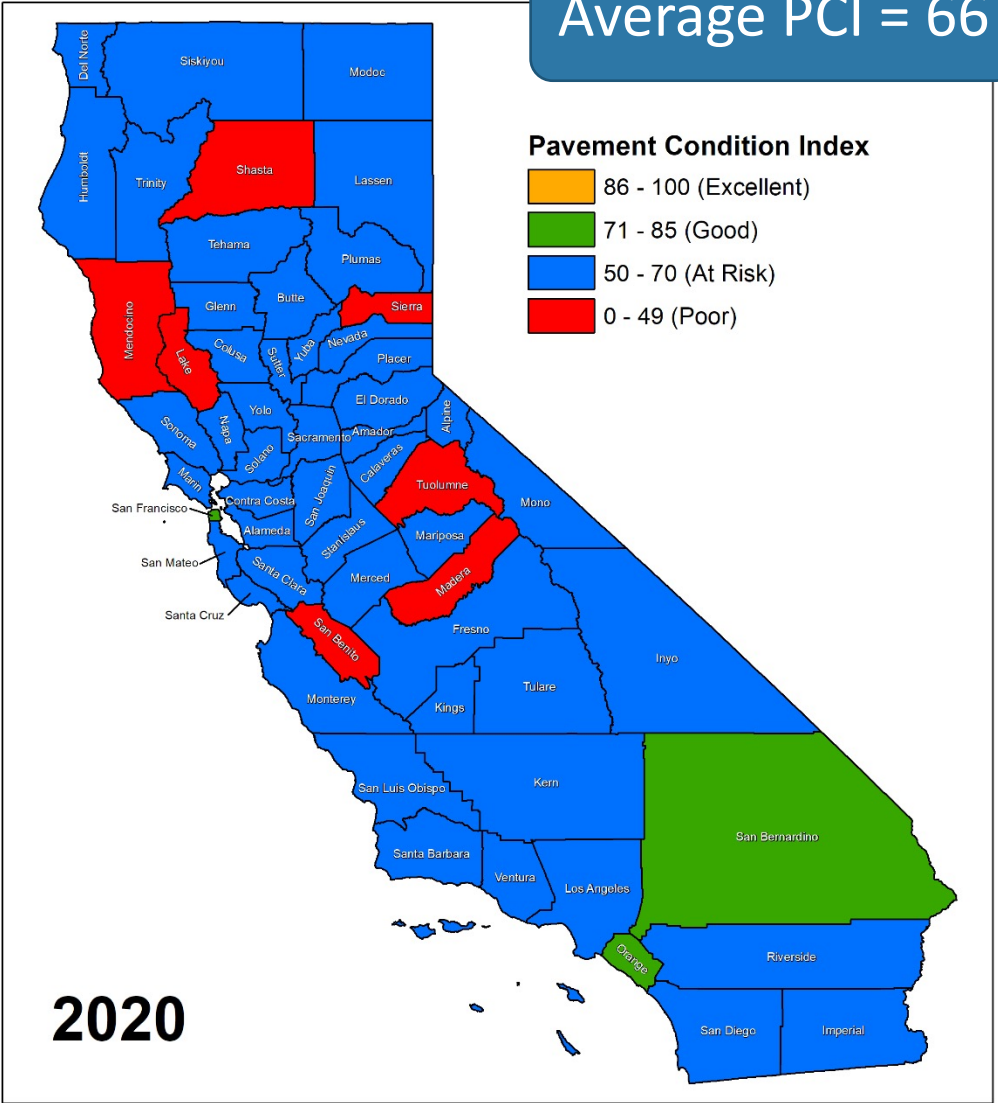 Average PCI = 66
Pavement Condition Index
86 - 100 (Excellent)
71 - 85 (Good)
50 - 70 (At Risk)
0 - 49 (Poor)
Del Norte
Siskiyou
Modoc
Humboldt
Trinity
Shasta
Lassen
Tehama
Plumas
Mendocino
Glenn
Butte
Sierra
Lake
Colusa
Sutter
Yuba
Nevada
Placer
Sonoma
Napa
Yolo
El Dorado
Alpine
Solano
Sacramento
Amador
Calaveras
Marin
Contra Costa
San Joaquin
Tuolumne
Mono
San Francisco
Alameda
Stanislaus
Mariposa
San Mateo
Santa Clara
Merced
Madera
Santa Cruz
San Benito
Fresno
Inyo
Monterey
Kings
Tulare
San Luis Obispo
Kern
San Bernardino
Santa Barbara
Ventura
Los Angeles
Orange
Riverside
San Diego
Imperial
2020